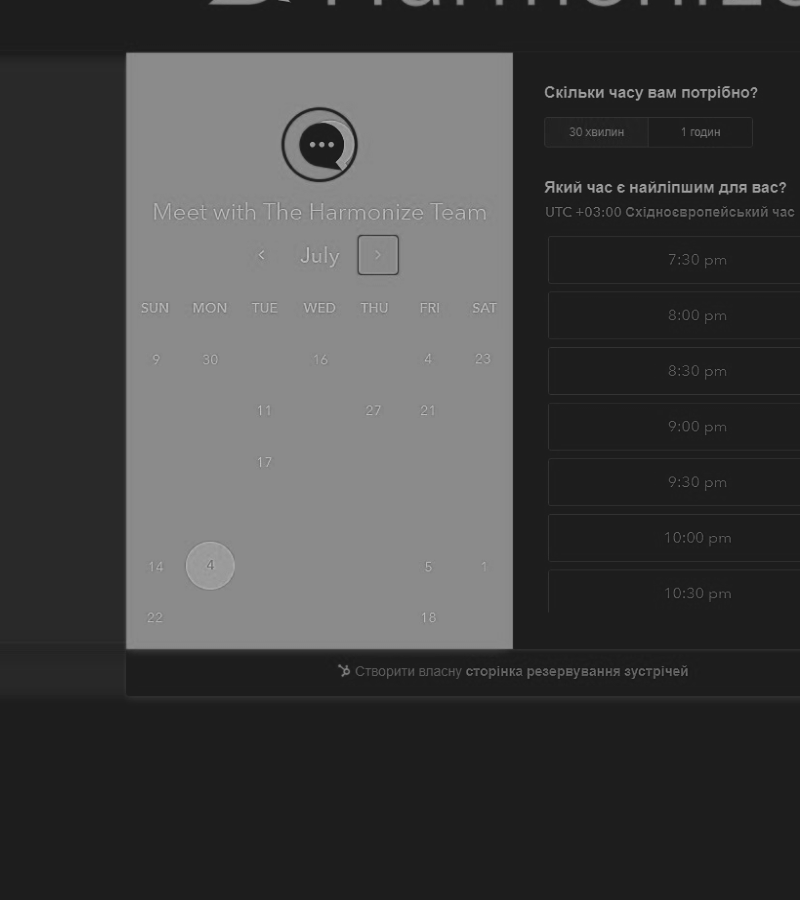 Meet with The Harmonize Team
July
SUN MON TUE WED THU FRI SAT
9 30 16 4 23
11 27 21
17
14 4 5 1
22 18
Скільки часу вам потрібно?
30 хвилин 1 годин
Який час є найліпшим для вас?
UTC +03:00 Східноєвропейський час
7:30 pm
8:00 pm
8:30 pm
9:00 pm
9:30 pm
10:00 pm
10:30 pm
Створити власну сторінка резервування зустрічей